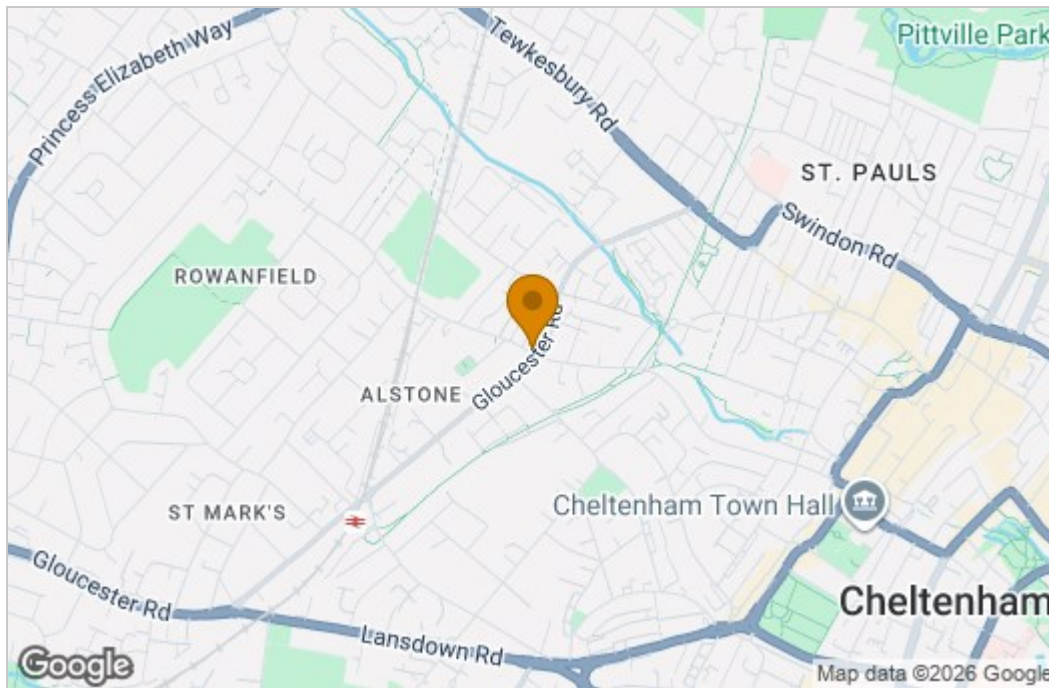 Princess Elizabeth Way
Tewkesbury Rd
Pittville Park
ST. PAULS
Swindon Rd
ROWANFIELD
Gloucester Rd
ALSTONE
ST MARK'S
Cheltenham Town Hall
Gloucester Rd
Lansdown Rd
Cheltenham
Google
Map data ©2026 Google